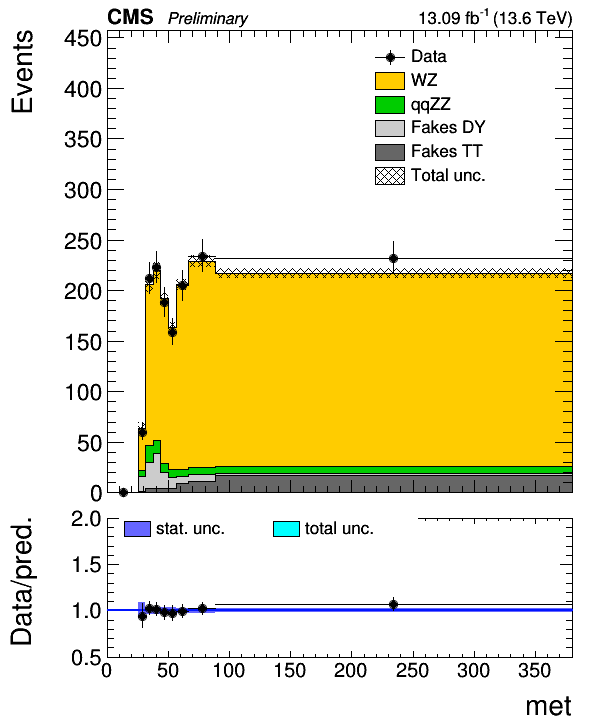 CMS Preliminary 13.09 fb⁻¹ (13.6 TeV)
Events
450
400
350
300
250
200
150
100
50
0
Data
WZ
qqZZ
Fakes DY
Fakes TT
Total unc.
Data/pred.
2.0
1.5
1.0
0.5
stat. unc. total unc.
0 50 100 150 200 250 300 350
met